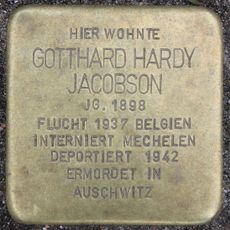 HIER WOHNTE
GOTTHARD HARDY
JACOBSON
JG. 1898
FLUCHT 1937 BELGIEN
INTERNIERT MECHELEN
DEPORTIERT 1942
ERMORDET IN
AUSCHWITZ